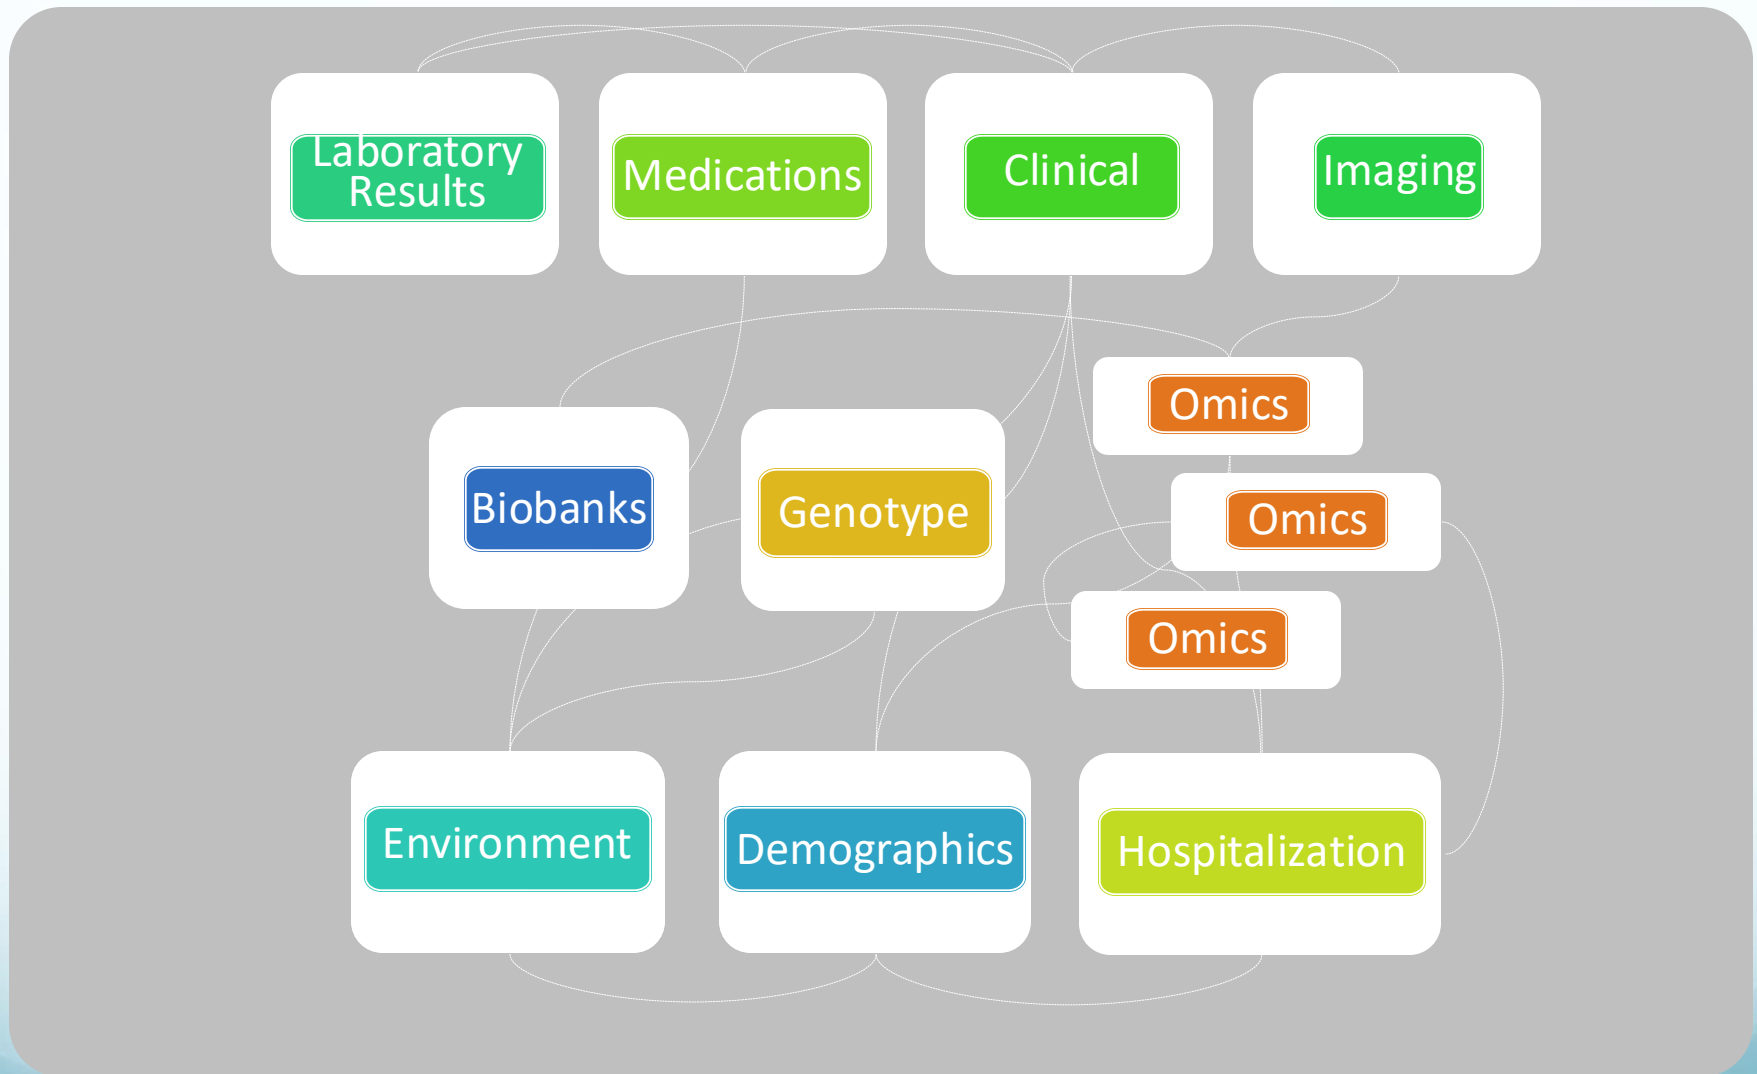 Laboratory
Results
Medications
Clinical
Imaging
Omics
Biobanks
Genotype
Omics
Omics
Environment
Demographics
Hospitalization